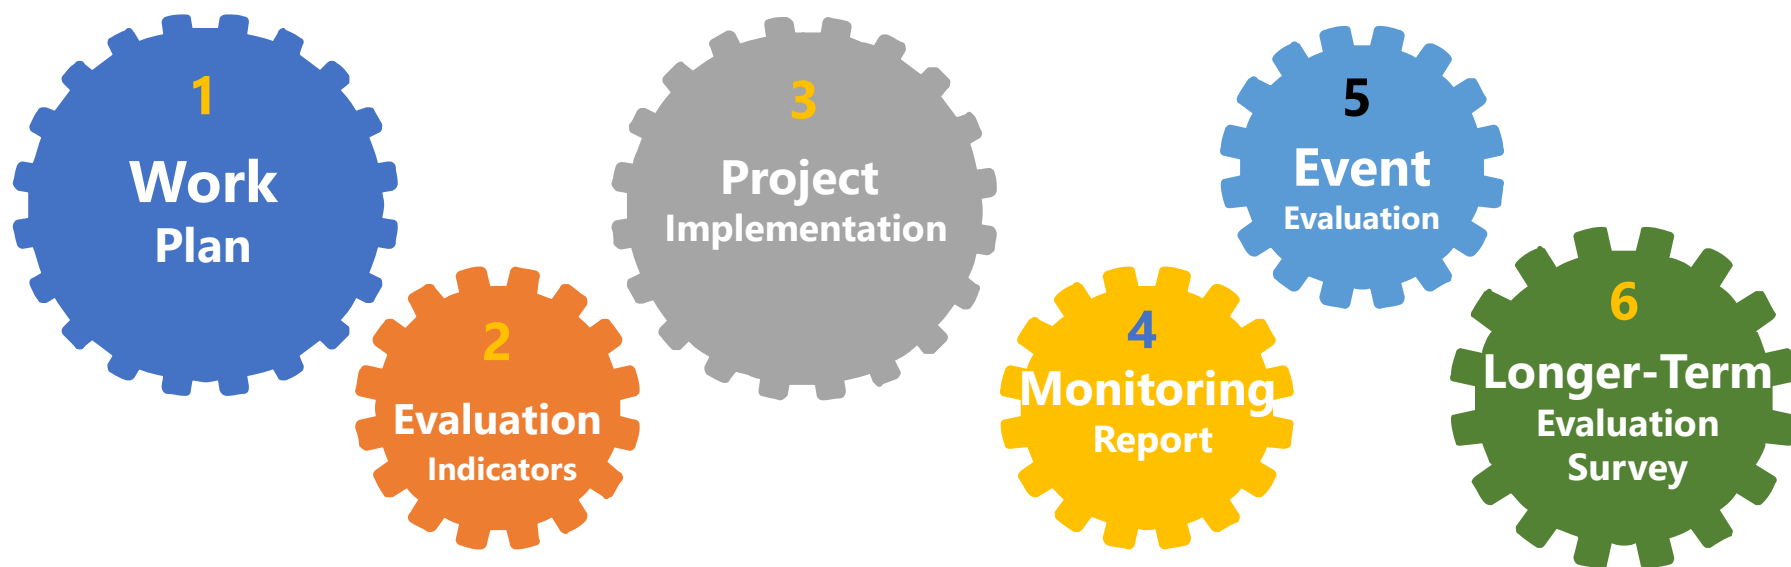 1
Work
Plan
2
Evaluation
Indicators
3
Project
Implementation
4
Monitoring
Report
5
Event
Evaluation
6
Longer-Term
Evaluation
Survey